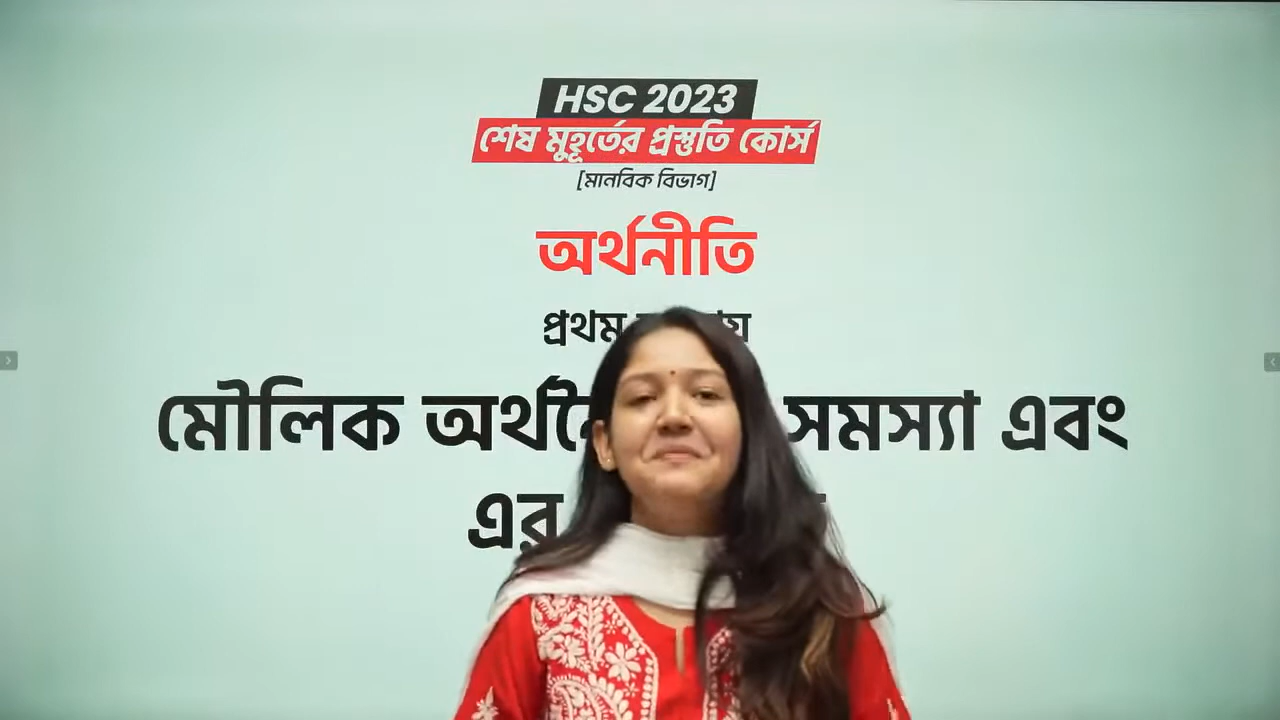 HSC 2023
শেষ মুহূর্তের প্রস্তুতি কোর্স
[মানবিক বিভাগ]
অর্থনীতি
প্রথম
মৌলিক সমস্যা এবং
এর